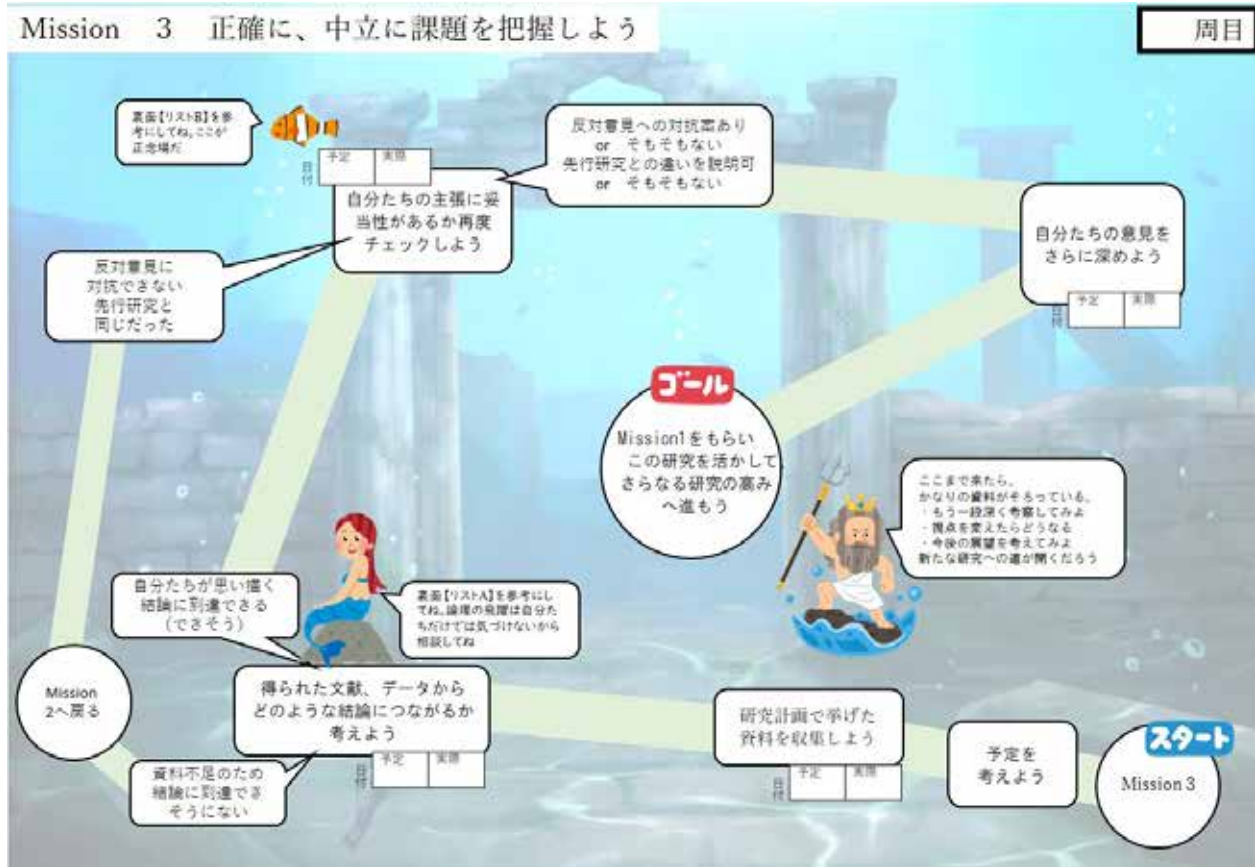 Mission 3 正確に、中立に課題を把握しよう
周目
裏面【リストB】を参
考にしてね。ここが
正念場だ
日付
予定
実際
反対意見への対抗案あり
or そもそもない
先行研究との違いを説明可
or そもそもない
自分たちの主張に妥
当性があるか再度
チェックしよう
自分たちの意見を
さらに深めよう
日付
予定
実際
反対意見に
対抗できない
先行研究と
同じだった
ゴール
Mission1をもらい
この研究を活かして
さらなる研究の高み
へ進もう
ここまで来たら、
かなりの資料がそろっている。
・もう一段深く考察してみよ
・視点を変えたらどうなる
・今後の展望を考えてみよ
新たな研究への道が開くだろう
自分たちが思い描く
結論に到達できる
(できそう)
裏面【リストA】を参考にし
てね。論理の飛躍は自分た
ちだけでは気づけないから
相談してね
Mission
2へ戻る
得られた文献、データから
どのような結論につながるか
考えよう
日付
予定
実際
資料不足のため
結論に到達でき
そうにない
研究計画で挙げた
資料を収集しよう
日付
予定
実際
予定を
考えよう
スタート
Mission 3